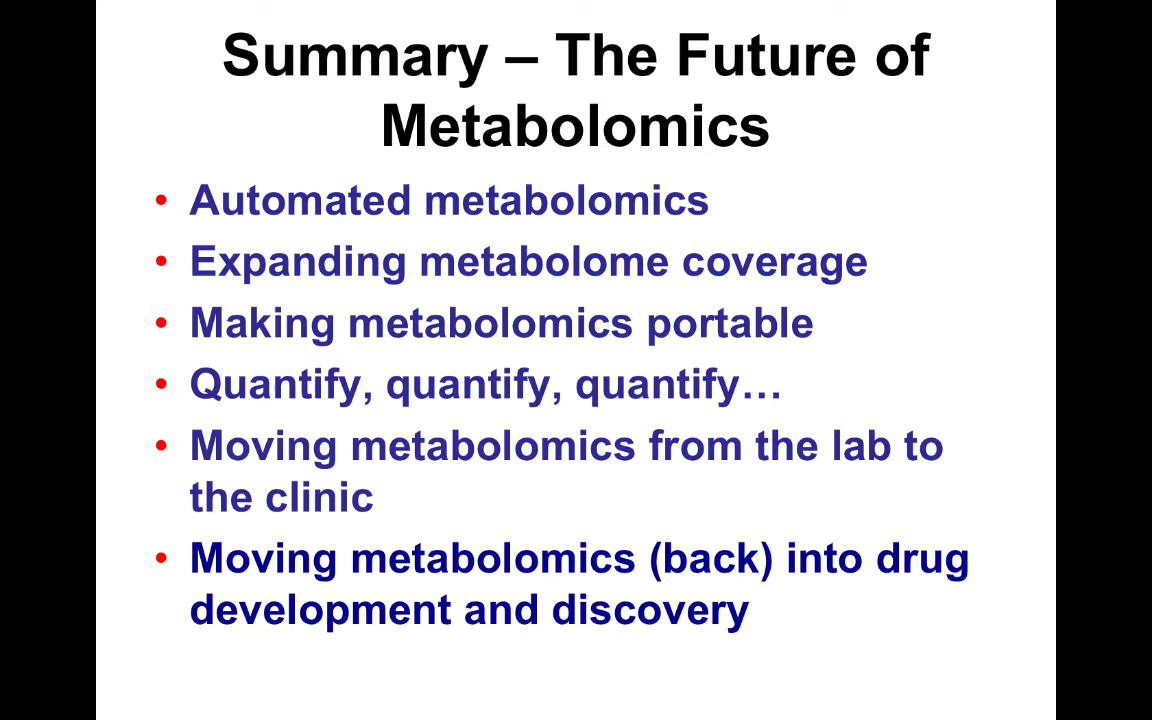 Summary – The Future of
Metabolomics
• Automated metabolomics
• Expanding metabolome coverage
• Making metabolomics portable
• Quantify, quantify, quantify…
• Moving metabolomics from the lab to
the clinic
• Moving metabolomics (back) into drug
development and discovery